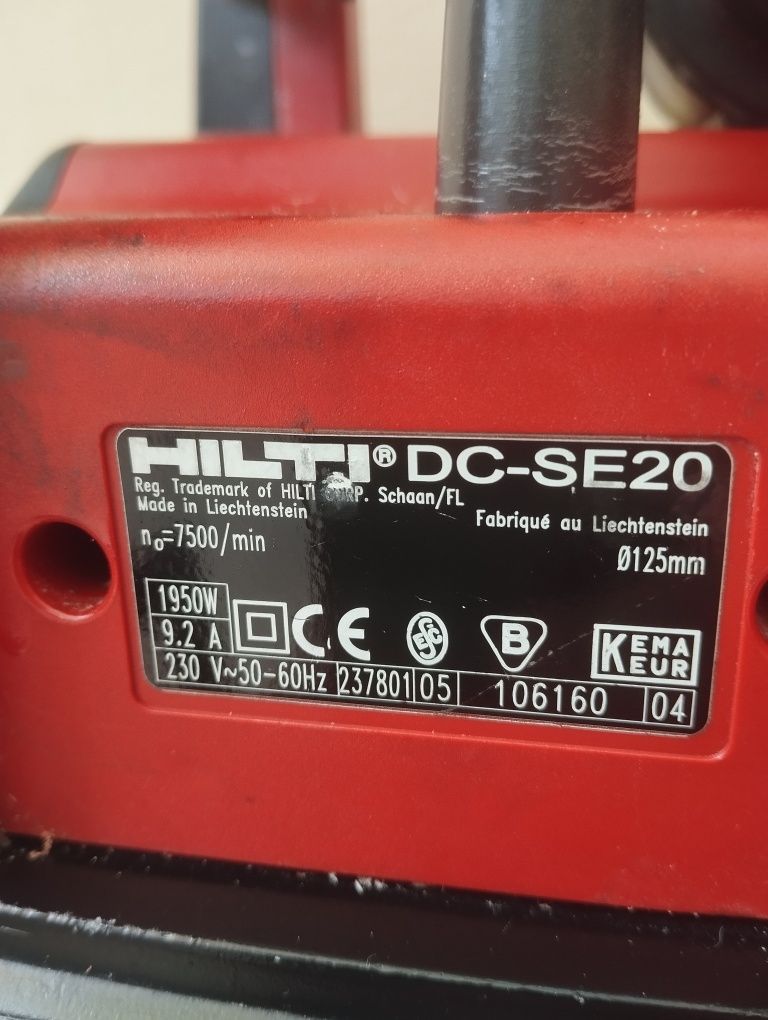 HILTI® DC-SE20
Reg. Trademark of HILTI CORP. Schaan/FL
Made in Liechtenstein
Fabriqué au Liechtenstein
n₀=7500/min
Ø125mm
1950W
9.2 A
CE
B
KEMA
EUR
230 V~50-60Hz 237801 05 106160 04